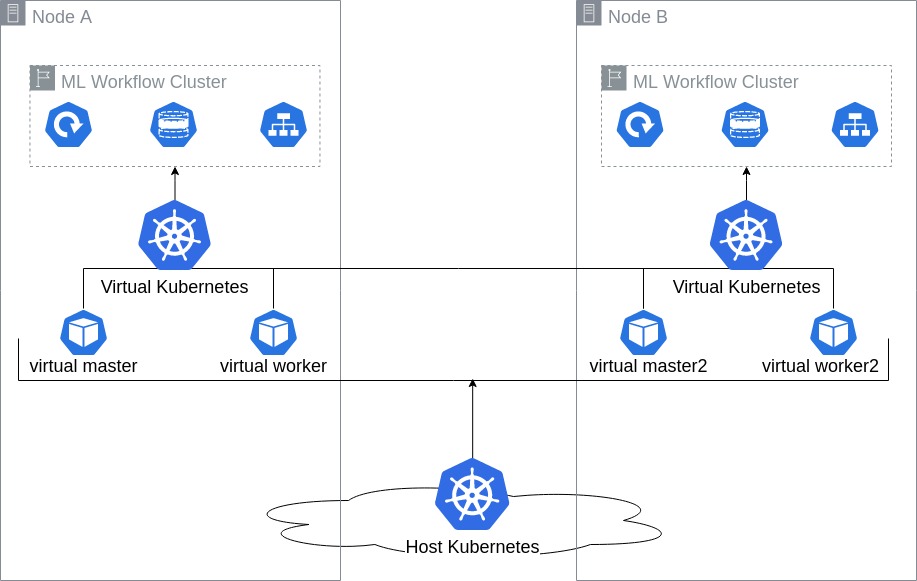 Node A
Node B
ML Workflow Cluster
ML Workflow Cluster
Virtual Kubernetes
Virtual Kubernetes
virtual master
virtual worker
virtual master2
virtual worker2
Host Kubernetes